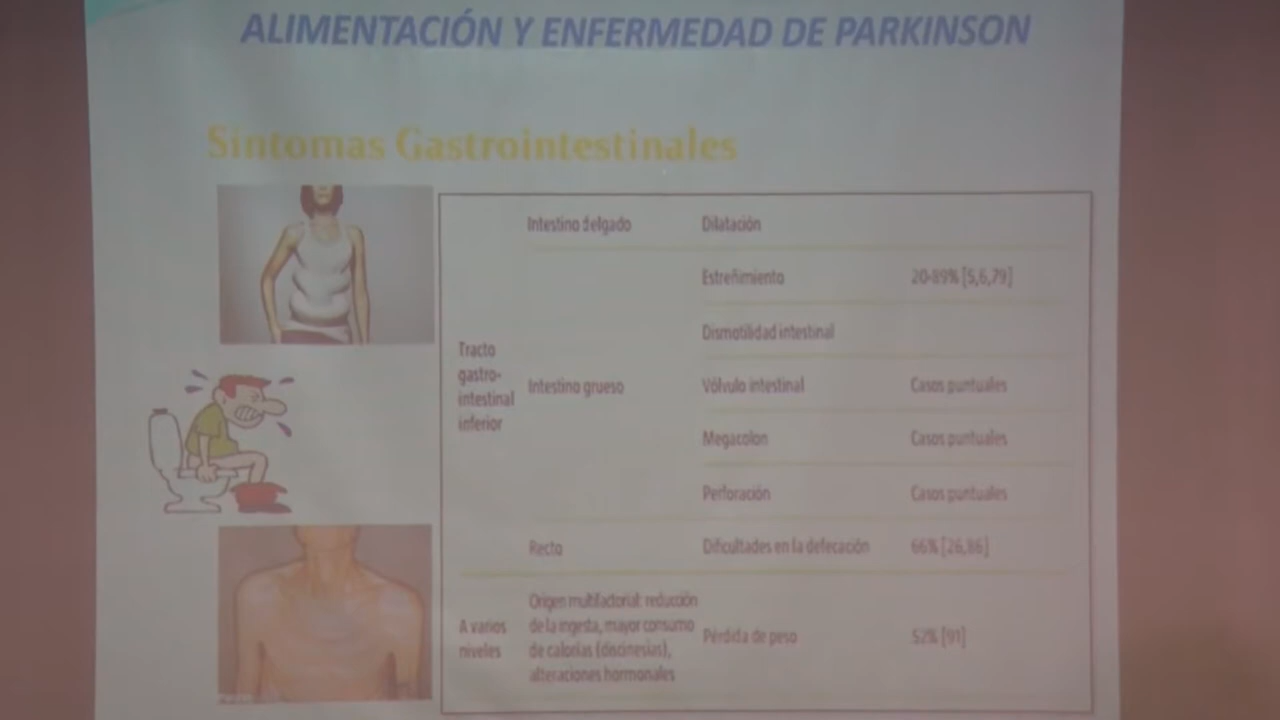 ALIMENTACIÓN Y ENFERMEDAD DE PARKINSON
Síntomas Gastrointestinales
Intestino delgado Dilatación
Estreñimiento 20-89% [5,6,79]
Dismotilidad intestinal
Tracto
gastro-
intestinal
inferior
Intestino grueso
Vólvulo intestinal Casos puntuales
Megacolon Casos puntuales
Perforación Casos puntuales
Recto Dificultades en la defecación 66% [26,86]
A varios
niveles
Origen multifactorial: reducción
de la ingesta, mayor consumo
de calorías (discinesias),
alteraciones hormonales
Pérdida de peso 52% [91]